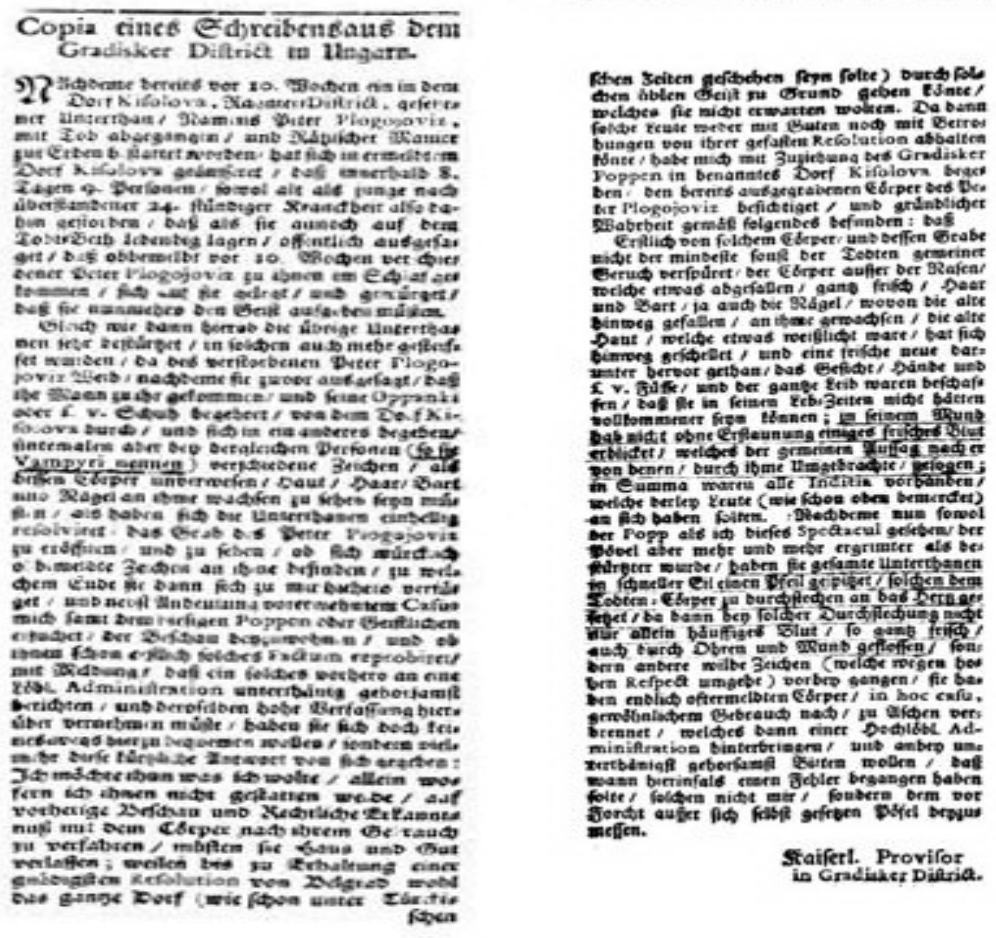 Copia eines Schreibens aus dem
Gradisker District in Ungarn.
NAchdeme bereits vor 10. Wochen ein in dem
Dorf Kisolova, Rahmer District, gesesse-
ner Unterthan / Namens Peter Plogojoviz,
mit Tod abgegangen / und Rätzischer Manier
zur Erden bestattet worden / hat sich in ermeldtem
Dorf Kisolova geäusseret / daß innerhalb 8.
Tagen 9. Personen / sowol alt als junge nach
überstandener 24. stündiger Kranckheit also da-
hin gestorben / daß als sie annoch auf dem
Todt-Beth lebendig lagen / offentlich ausgesa-
get / daß obbemeldt vor 10. Wochen verstor-
bener Peter Plogojoviz zu ihnen im Schlaf ge-
kommen / sich auf sie gelegt / und gewürget /
daß sie nunmehro den Geist aufgeben müsten.
Gleich wie dann hierob die übrige Untertha-
nen sehr bestürtzet / in solchen auch mehr gestär-
ket wurden / da des verstorbenen Peter Plogo-
joviz Weib / nachdeme sie zuvor ausgesagt / daß
ihr Mann zu ihr gekommen / und seine Oppanki
oder f. v. Schuh begehrt / von dem Dorf Ki-
solova durch / und sich in ein anderes begeben /
sintemalen aber bey dergleichen Personen (so sie
Vampyri nennen) verschiedene Zeichen / als
dessen Cörper unverwesen / Haut / Haar / Bart
und Nägel an ihme wachsen zu sehen seyn müs-
sten / als haben sich die Unterthanen einhellig
resolviret / das Grab des Peter Plogojoviz
zu eröffnen / und zu sehen / ob sich würcklich
obbemeldte Zeichen an ihme befinden / zu wel-
chem Ende sie dann sich zu mir hiehero verfü-
get / und nebst Andeutung vorerwehnten Casus
mich samt dem hiesigen Poppen oder Geistlichen
ersuchet / der Beschau beyzuwohnen / und ob
ihnen schon erstlich solches Factum reprobiret /
mit Meldung / daß ein solches vorhero an eine
Löbl. Administration unterthänig gehorsamst
berichten / und derselben hohe Verfassung hier-
über vernehmen müste / haben sie sich doch kei-
neswegs hierzu bequemen wollen / sondern viel-
mehr diese kürtzliche Antwort von sich gegeben:
Ich möchte thun was ich wolte / allein wo-
fern ich ihnen nicht gestatten werde / auf
vorherige Beschau und Rechtliche Erkannt-
nuß mit dem Cörper nach ihrem Gebrauch
zu verfahren / müsten sie Haus und Gut
verlassen ; weilen bis zu Erhaltung einer
gnädigsten Resolution von Belgrad wohl
das gantze Dorf (wie schon unter Türcki-
schen
schen Zeiten geschehen seyn solte) durch sol-
chen üblen Geist zu Grund gehen könte /
welches sie nicht erwarten wolten. Da dann
solche Leute weder mit Guten noch mit Betro-
hungen von ihrer gefasten Resolution abhalten
könte / habe mich mit Zuziehung des Gradisker
Poppen in benanntes Dorf Kisolova bege-
ben / den bereits ausgegrabenen Cörper des Pe-
ter Plogojoviz besichtiget / und gründlicher
Wahrheit gemäß folgendes befunden : daß
Erstlich von solchem Cörper / und dessen Grabe
nicht der mindeste sonst der Todten gemeiner
Geruch verspüret / der Cörper ausser der Nasen /
welche etwas abgefallen / gantz frisch / Haar
und Bart / ja auch die Nägel / wovon die alte
hinweg gefallen / an ihme gewachsen / die alte
Haut / welche etwas weißlicht ware / hat sich
hinweg geschellet / und eine frische neue dar-
unter hervor gethan / das Gesicht / Hände und
f. v. Füsse / und der gantze Leib waren beschaf-
fen / daß sie in seinen Leb-Zeiten nicht hätten
vollkommener seyn können ; in seinem Mund
hab nicht ohne Erstaunung einiges frisches Blut
erblicket / welches der gemeinen Aussag nach er
von denen / durch ihme Umgebrachte / gesogen ;
in Summa waren alle Indicia vorhanden /
welche derley Leute (wie schon oben bemercket)
an sich haben solten. Nachdeme nun sowol
der Popp als ich dieses Spectacul gesehen / der
Pövel aber mehr und mehr ergrimter als be-
stürtzter wurde / haben sie gesamte Unterthanen
in schneller Eil einen Pfeil gespitzet / solchen dem
Todten-Cörper zu durchstechen an das Hertz ge-
setzet / da dann bey solcher Durchstechung nicht
nur allein häuffiges Blut / so gantz frisch /
auch durch Ohren und Mund geflossen / son-
dern andere wilde Zeichen (welche wegen ho-
hen Respect umgehe) vorbey gangen / sie ha-
ben endlich oftermeldten Cörper / in hoc casu,
gewöhnlichem Gebrauch nach / zu Aschen ver-
brennet / welches dann einer Hochlöbl. Ad-
ministration hinterbringen / und anbey un-
terthänigst gehorsamst Bitten wollen / daß
wann hierinfals einen Fehler begangen haben
solte / solchen nicht mir / sondern dem vor
Forcht ausser sich selbst gesetzten Pöfel beyzu-
messen.
Kaiserl. Provisor
in Gradisker District.